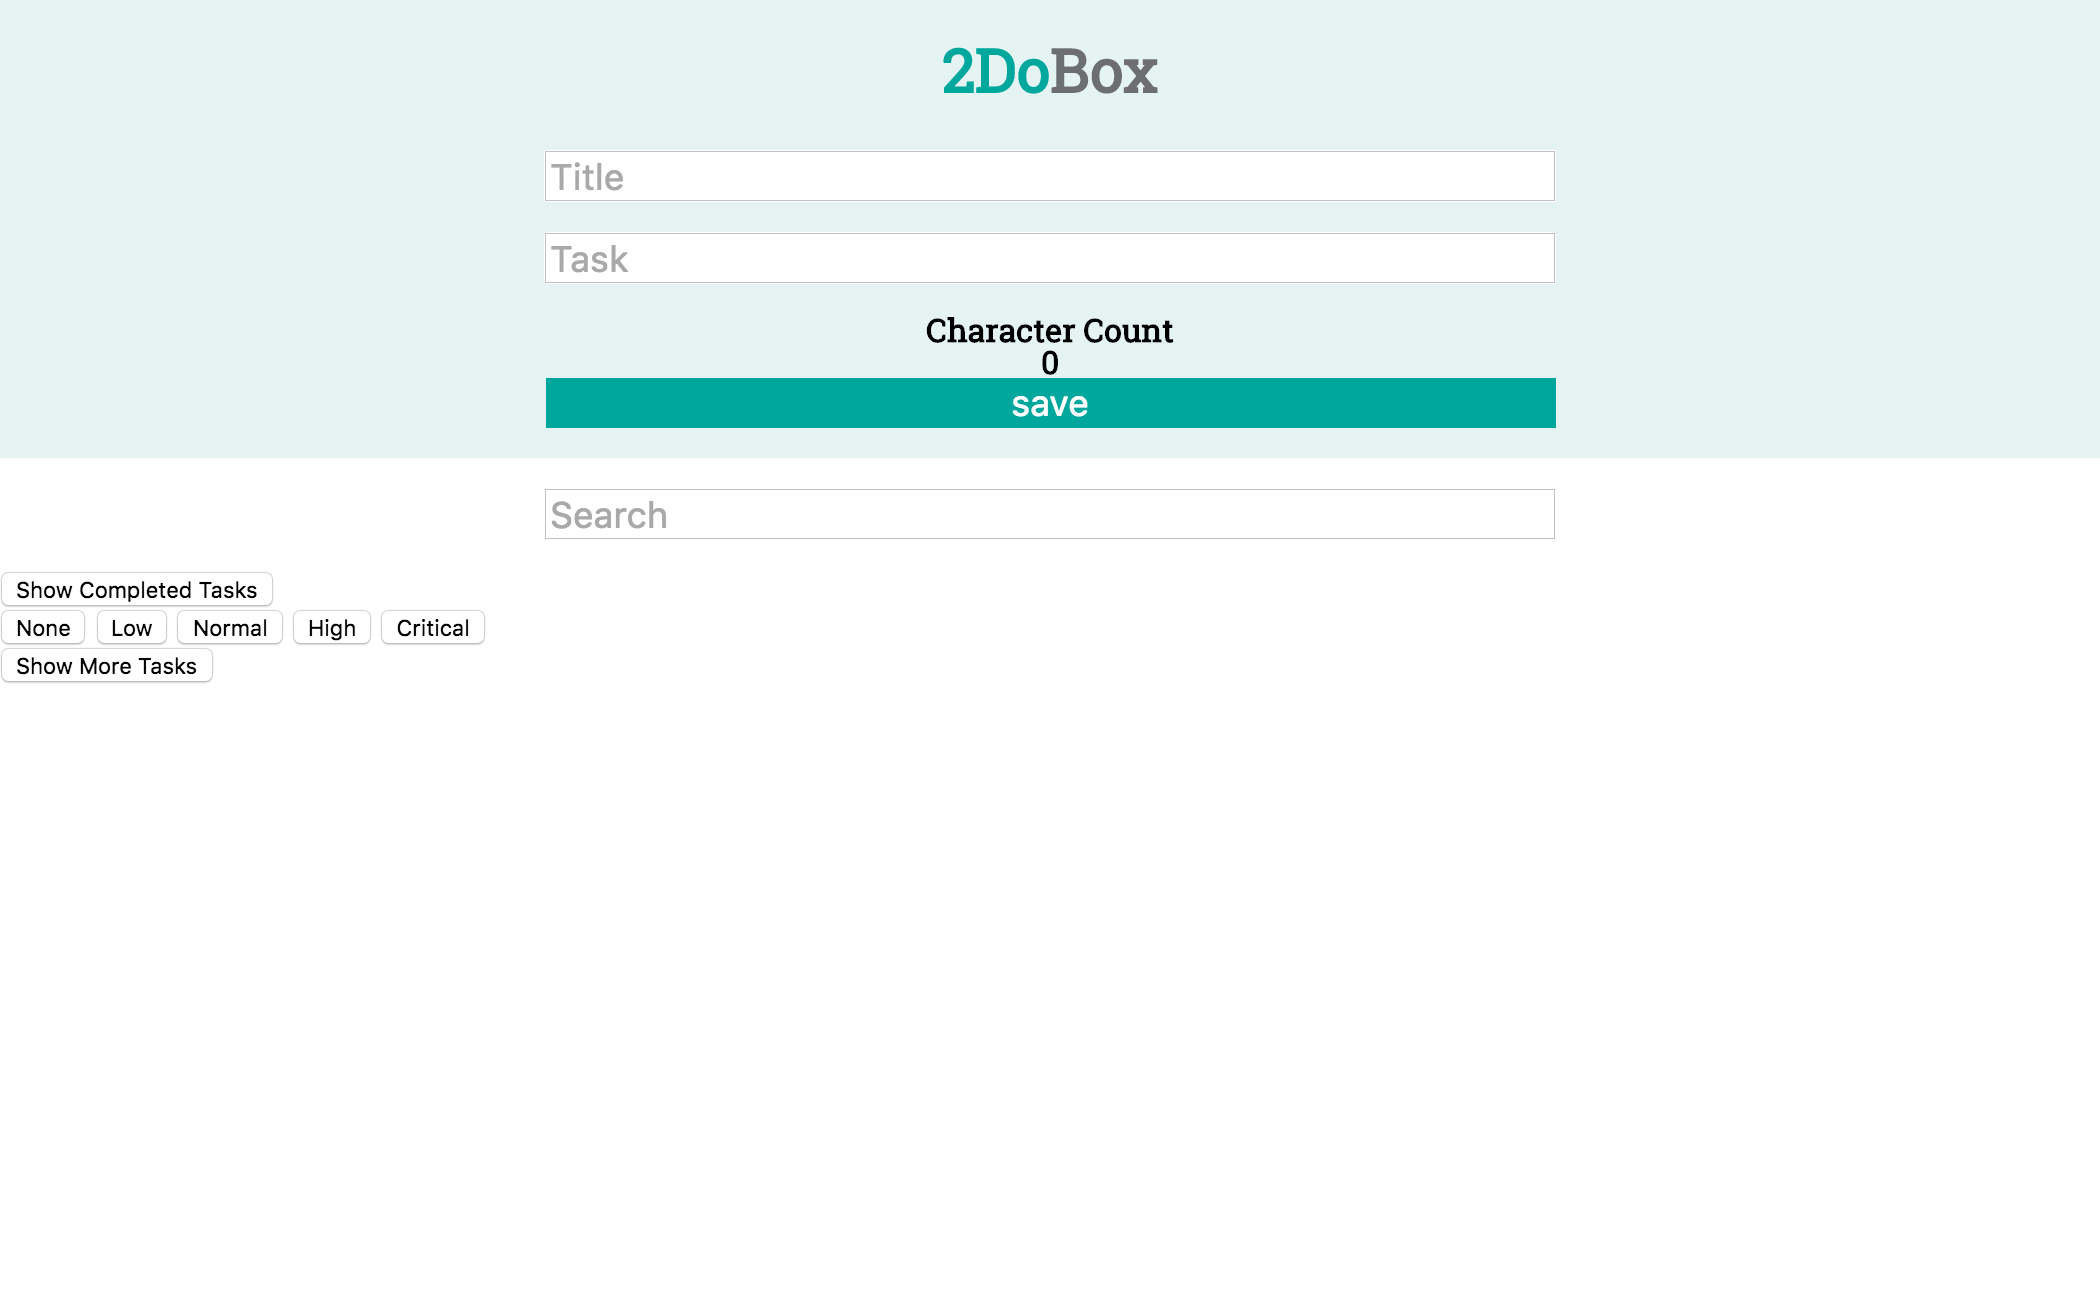 2DoBox
Title
Task
Character Count
0
save
Search
Show Completed Tasks
None Low Normal High Critical
Show More Tasks